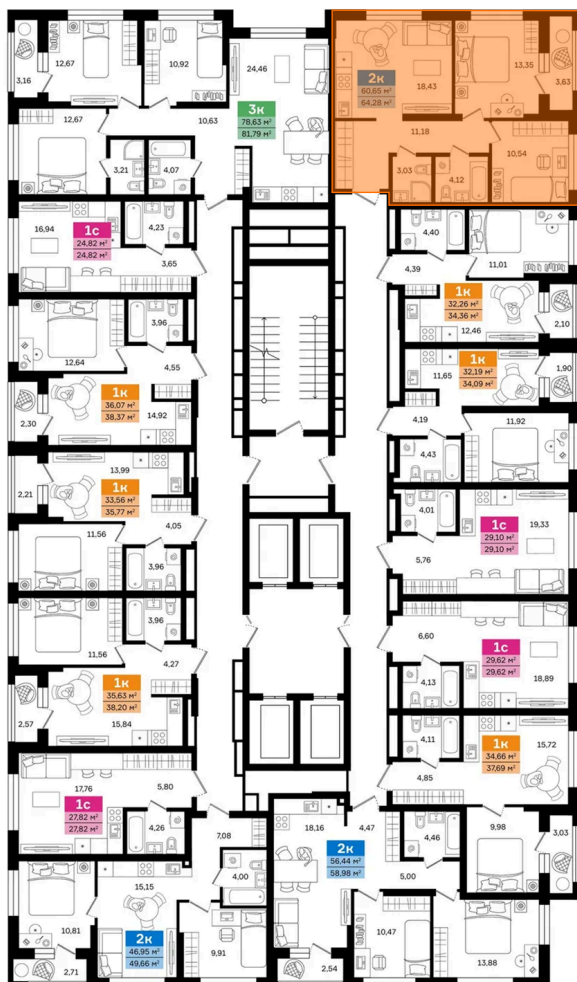 12,67
10,92
24,46
3,16
3к
78,63 м²
81,79 м²
12,67
10,63
3,21
4,07
2к
60,65 м²
64,28 м²
18,43
13,35
3,63
11,18
3,03
4,12
10,54
16,94
1с
24,82 м²
24,82 м²
4,23
3,65
4,40
11,01
4,39
1к
32,26 м²
34,36 м²
12,46
2,10
12,64
3,96
4,55
1к
36,07 м²
38,37 м²
14,92
2,30
11,65
1к
32,19 м²
34,09 м²
1,90
4,19
11,92
4,43
13,99
2,21
1к
33,56 м²
35,77 м²
4,05
11,56
3,96
4,01
1с
29,10 м²
29,10 м²
19,33
5,76
3,96
11,56
4,27
1к
35,63 м²
38,20 м²
2,57
15,84
6,60
1с
29,62 м²
29,62 м²
4,13
18,89
4,11
1к
34,66 м²
37,69 м²
15,72
4,85
17,76
5,80
1с
27,82 м²
27,82 м²
4,26
7,08
18,16
4,47
2к
56,44 м²
58,98 м²
4,46
5,00
9,98
3,03
15,15
4,00
10,81
2к
46,95 м²
49,66 м²
2,71
9,91
2,54
10,47
13,88